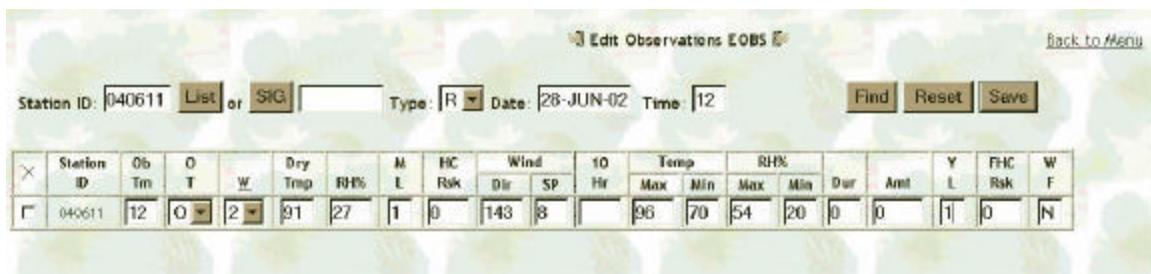 Edit Observations EOBS
Back to Menu
Station ID: 040611 List or SIG Type: R Date: 28-JUN-02 Time: 12 Find Reset Save
Station ID Ob Tm O T W Dry Tmp RH% M L HC Rsk Wind Dir SP 10 Hr Temp Max Min RH% Max Min Dur Amt Y L FHC Rsk W F
040611 12 O 2 91 27 1 0 143 8 96 70 54 20 0 0 1 0 N